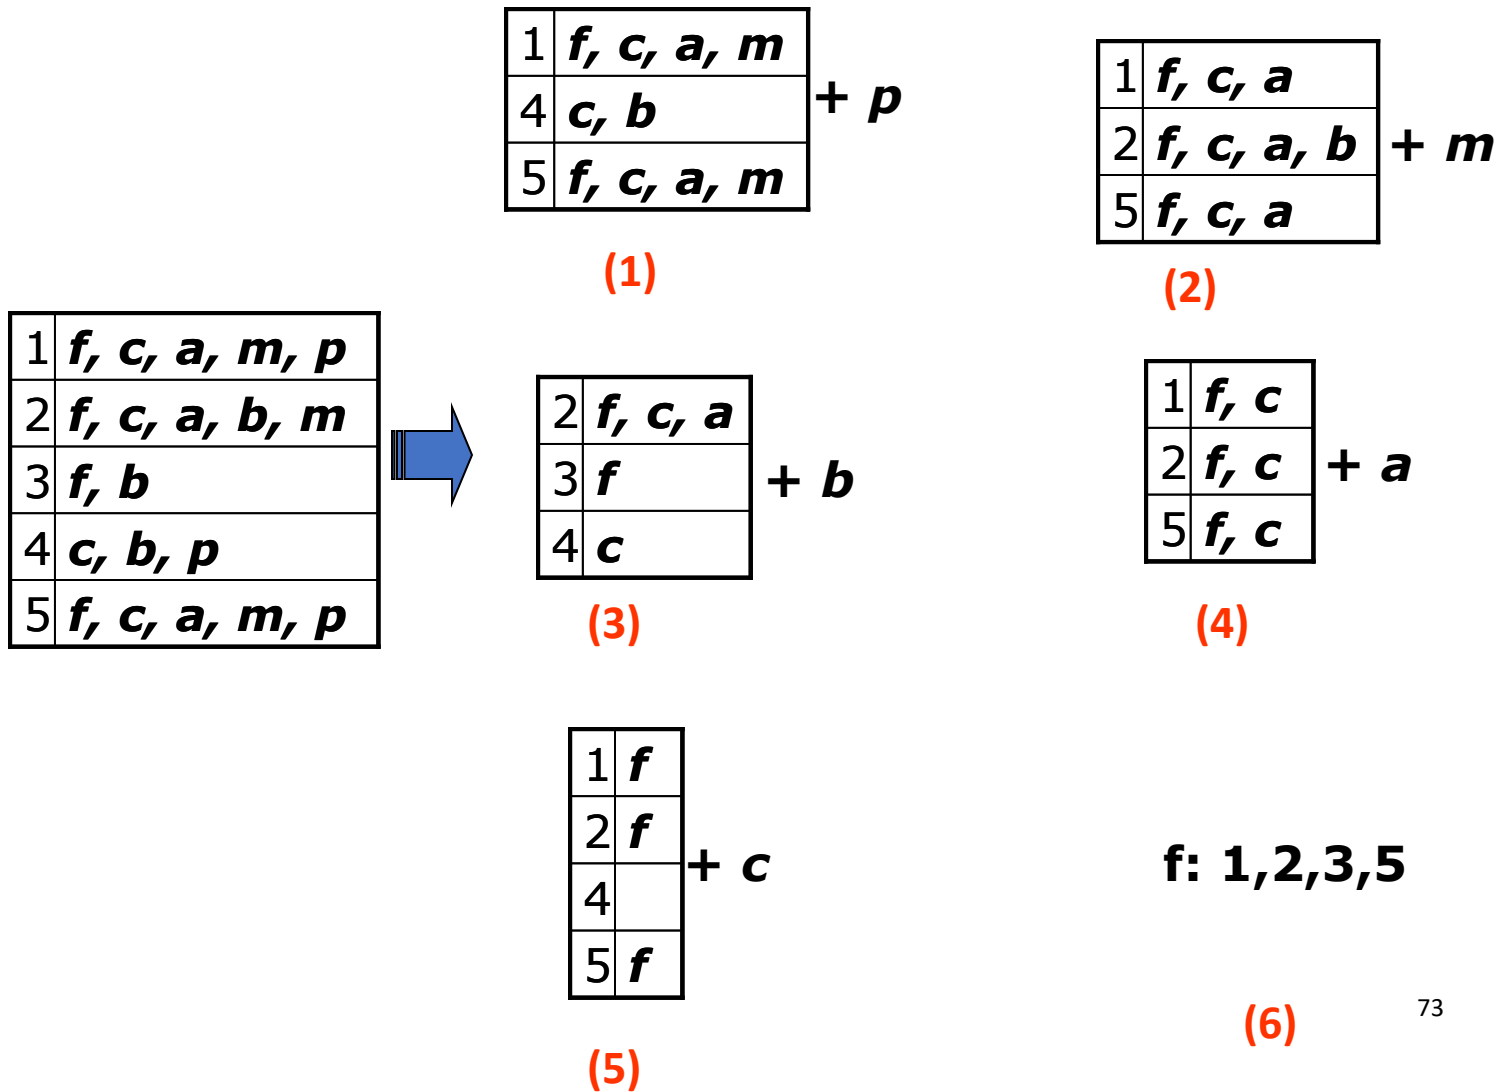 1 f, c, a, m, p
2 f, c, a, b, m
3 f, b
4 c, b, p
5 f, c, a, m, p
1 f, c, a, m
4 c, b
5 f, c, a, m
+ p
(1)
1 f, c, a
2 f, c, a, b
5 f, c, a
+ m
(2)
2 f, c, a
3 f
4 c
+ b
(3)
1 f, c
2 f, c
5 f, c
+ a
(4)
1 f
2 f
4
5 f
+ c
(5)
f: 1,2,3,5
(6)
73